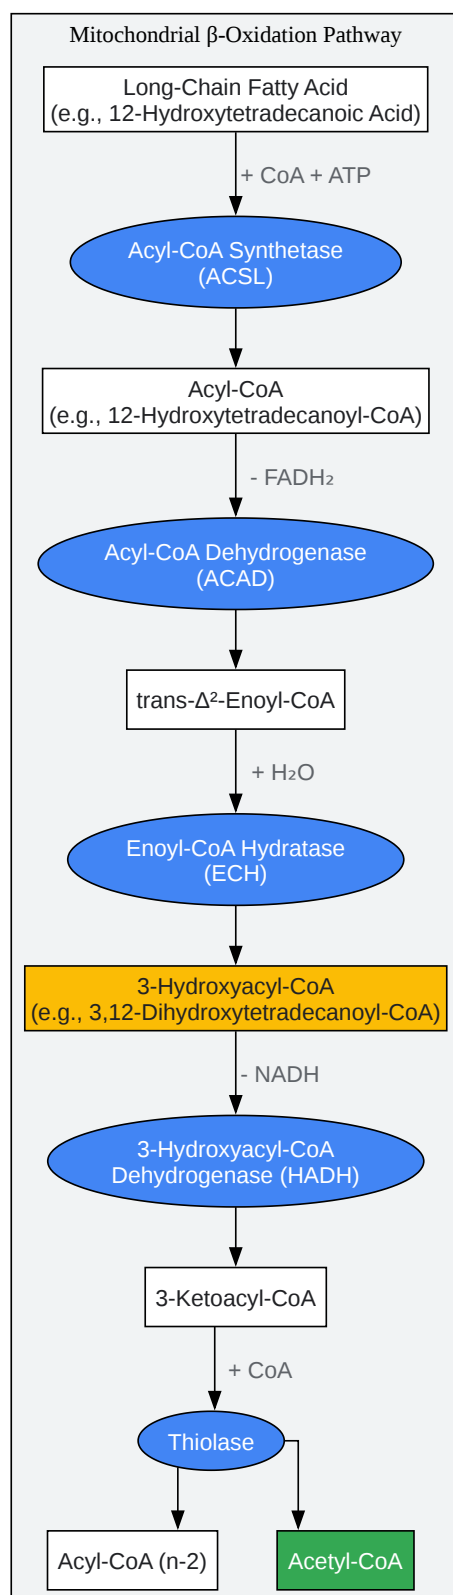 Mitochondrial β-Oxidation Pathway
Long-Chain Fatty Acid
(e.g., 12-Hydroxytetradecanoic Acid)
+ CoA + ATP
Acyl-CoA Synthetase
(ACSL)
Acyl-CoA
(e.g., 12-Hydroxytetradecanoyl-CoA)
- FADH₂
Acyl-CoA Dehydrogenase
(ACAD)
trans-Δ²-Enoyl-CoA
+ H₂O
Enoyl-CoA Hydratase
(ECH)
3-Hydroxyacyl-CoA
(e.g., 3,12-Dihydroxytetradecanoyl-CoA)
- NADH
3-Hydroxyacyl-CoA
Dehydrogenase (HADH)
3-Ketoacyl-CoA
+ CoA
Thiolase
Acyl-CoA (n-2)
Acetyl-CoA